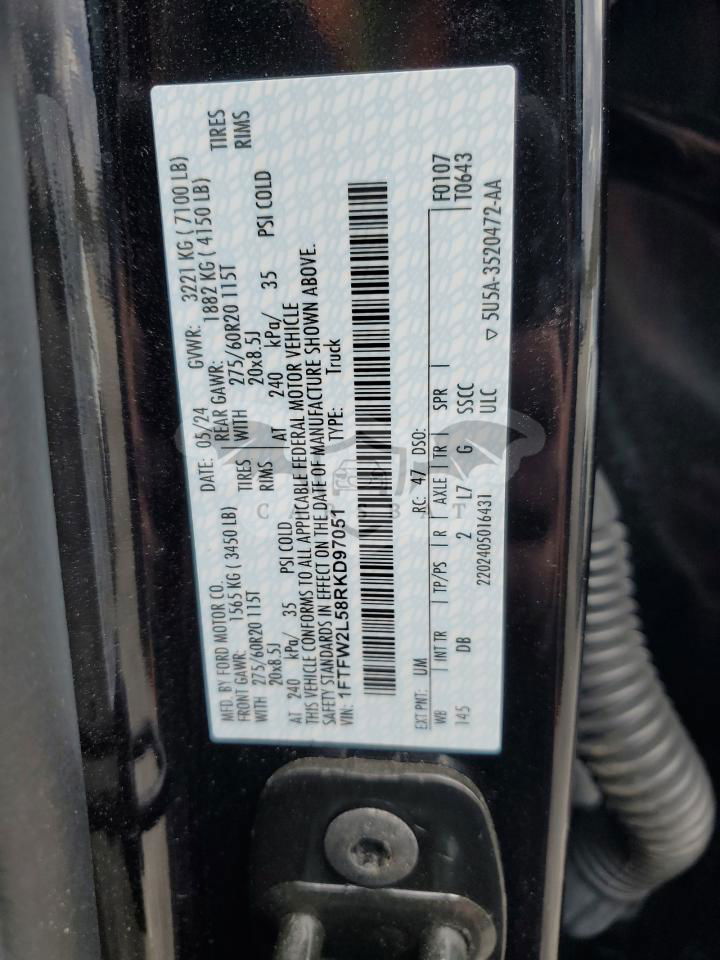 MFD. BY FORD MOTOR CO.
DATE: 05/24 GVWR: 3221 KG ( 7100 LB)
FRONT GAWR: 1565 KG ( 3450 LB) REAR GAWR: 1882 KG ( 4150 LB)
WITH 275/60R20 115T TIRES WITH 275/60R20 115T TIRES
20x8.5J RIMS 20x8.5J RIMS
AT 240 kPa/ 35 PSI COLD AT 240 kPa/ 35 PSI COLD
THIS VEHICLE CONFORMS TO ALL APPLICABLE FEDERAL MOTOR VEHICLE
SAFETY STANDARDS IN EFFECT ON THE DATE OF MANUFACTURE SHOWN ABOVE.
VIN: 1FTFW2L58RKD97051 TYPE: Truck
EXT PNT: UM RC: 47 DSO: F0107
WB INT TR TP/PS R AXLE TR SPR T0643
145 DB 2 L7 G SSCC
2202405016431 ULC 5U5A-3520472-AA
CARBAT